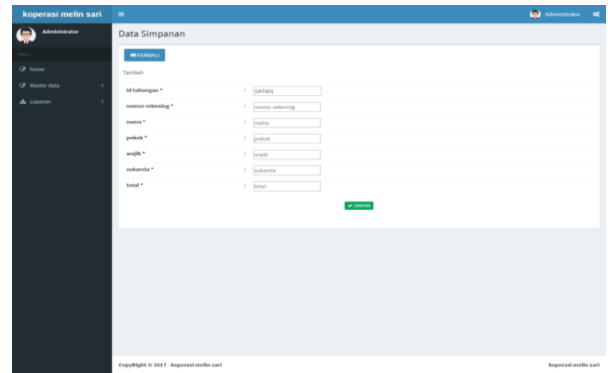 koperasi melin sari
Administrator
Administrator
Menu
home
Master data
Laporan
Data Simpanan
KEMBALI
Tambah
id tabungan * : DAT001
nomor rekening * : nomor rekening
nama * : nama
pokok * : pokok
wajib * : wajib
sukarela * : sukarela
total * : total
SIMPAN
CopyRight © 2017 - koperasi melin sari
koperasi melin sari